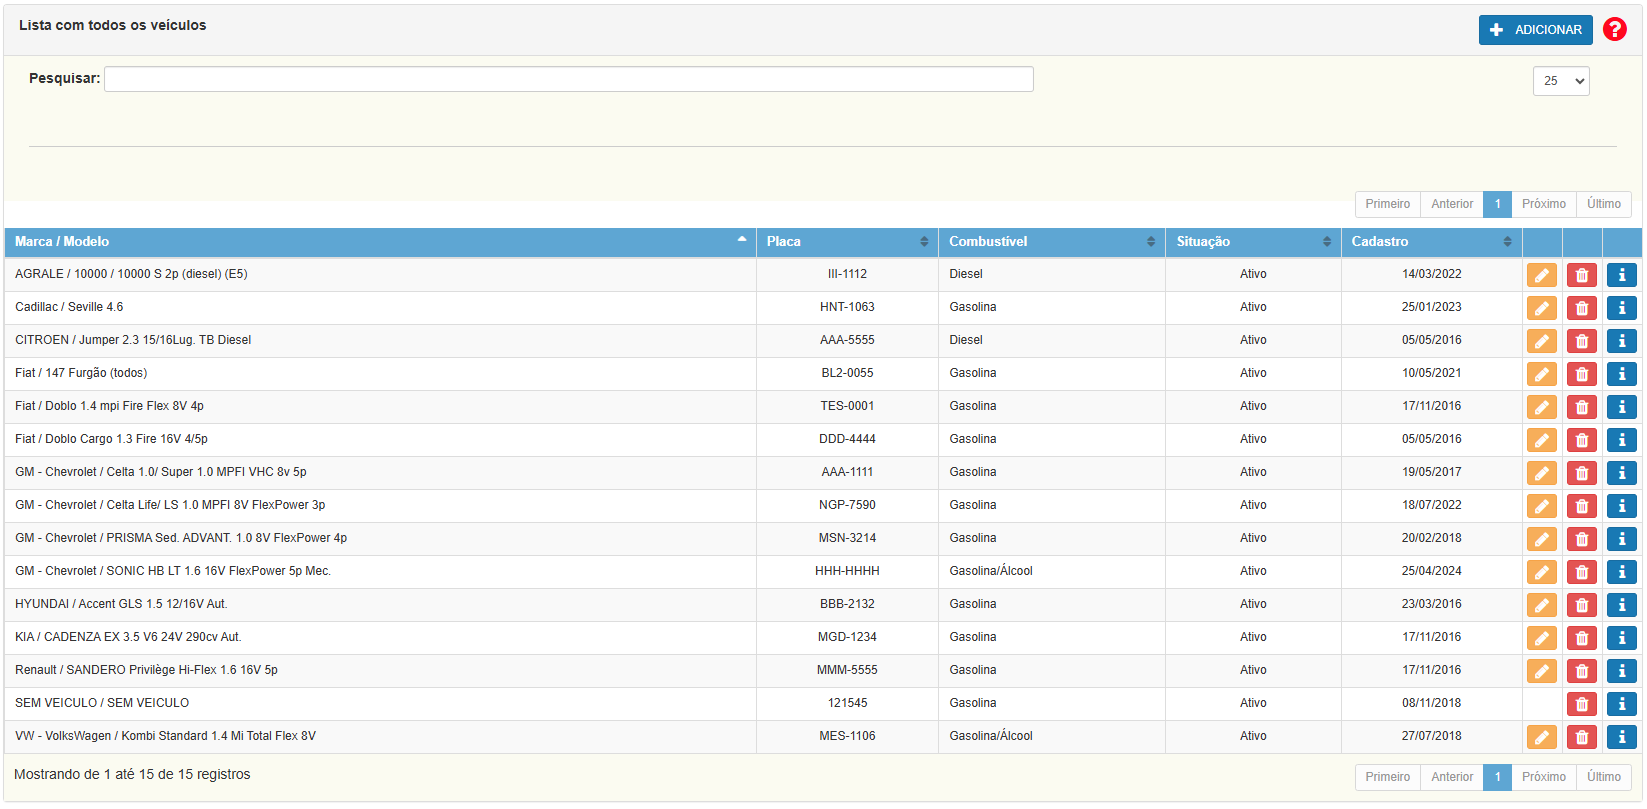 Lista com todos os veículos
ADICIONAR
?
Pesquisar:
25
Primeiro Anterior 1 Próximo Último
Marca / Modelo Placa Combustível Situação Cadastro
AGRALE / 10000 / 10000 S 2p (diesel) (E5) III-1112 Diesel Ativo 14/03/2022
Cadillac / Seville 4.6 HNT-1063 Gasolina Ativo 25/01/2023
CITROEN / Jumper 2.3 15/16Lug. TB Diesel AAA-5555 Diesel Ativo 05/05/2016
Fiat / 147 Furgão (todos) BL2-0055 Gasolina Ativo 10/05/2021
Fiat / Doblo 1.4 mpi Fire Flex 8V 4p TES-0001 Gasolina Ativo 17/11/2016
Fiat / Doblo Cargo 1.3 Fire 16V 4/5p DDD-4444 Gasolina Ativo 05/05/2016
GM - Chevrolet / Celta 1.0/ Super 1.0 MPFI VHC 8v 5p AAA-1111 Gasolina Ativo 19/05/2017
GM - Chevrolet / Celta Life/ LS 1.0 MPFI 8V FlexPower 3p NGP-7590 Gasolina Ativo 18/07/2022
GM - Chevrolet / PRISMA Sed. ADVANT. 1.0 8V FlexPower 4p MSN-3214 Gasolina Ativo 20/02/2018
GM - Chevrolet / SONIC HB LT 1.6 16V FlexPower 5p Mec. HHH-HHHH Gasolina/Álcool Ativo 25/04/2024
HYUNDAI / Accent GLS 1.5 12/16V Aut. BBB-2132 Gasolina Ativo 23/03/2016
KIA / CADENZA EX 3.5 V6 24V 290cv Aut. MGD-1234 Gasolina Ativo 17/11/2016
Renault / SANDERO Privilège Hi-Flex 1.6 16V 5p MMM-5555 Gasolina Ativo 17/11/2016
SEM VEICULO / SEM VEICULO 121545 Gasolina Ativo 08/11/2018
VW - VolksWagen / Kombi Standard 1.4 Mi Total Flex 8V MES-1106 Gasolina/Álcool Ativo 27/07/2018
Mostrando de 1 até 15 de 15 registros
Primeiro Anterior 1 Próximo Último